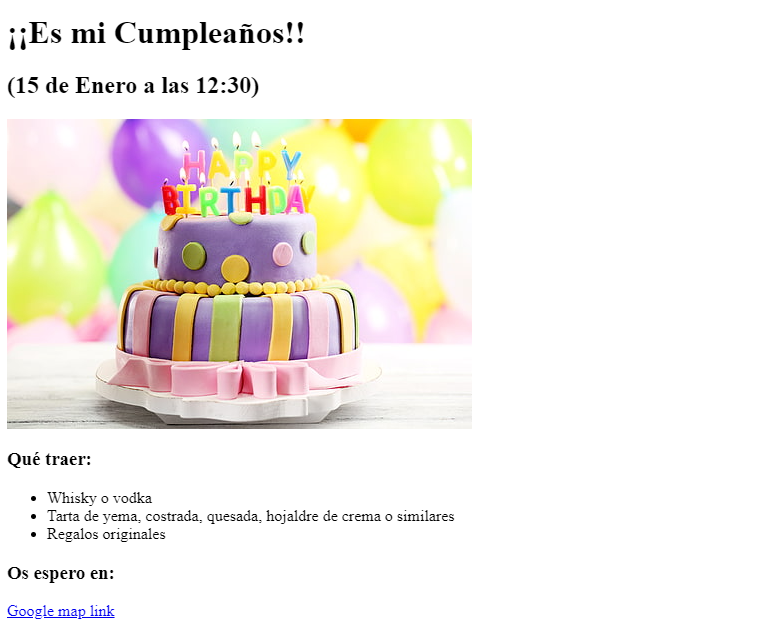 ¡¡Es mi Cumpleaños!!
(15 de Enero a las 12:30)
HAPPY
BIRTHDAY
Qué traer:
Whisky o vodka
Tarta de yema, costrada, quesada, hojaldre de crema o similares
Regalos originales
Os espero en:
Google map link